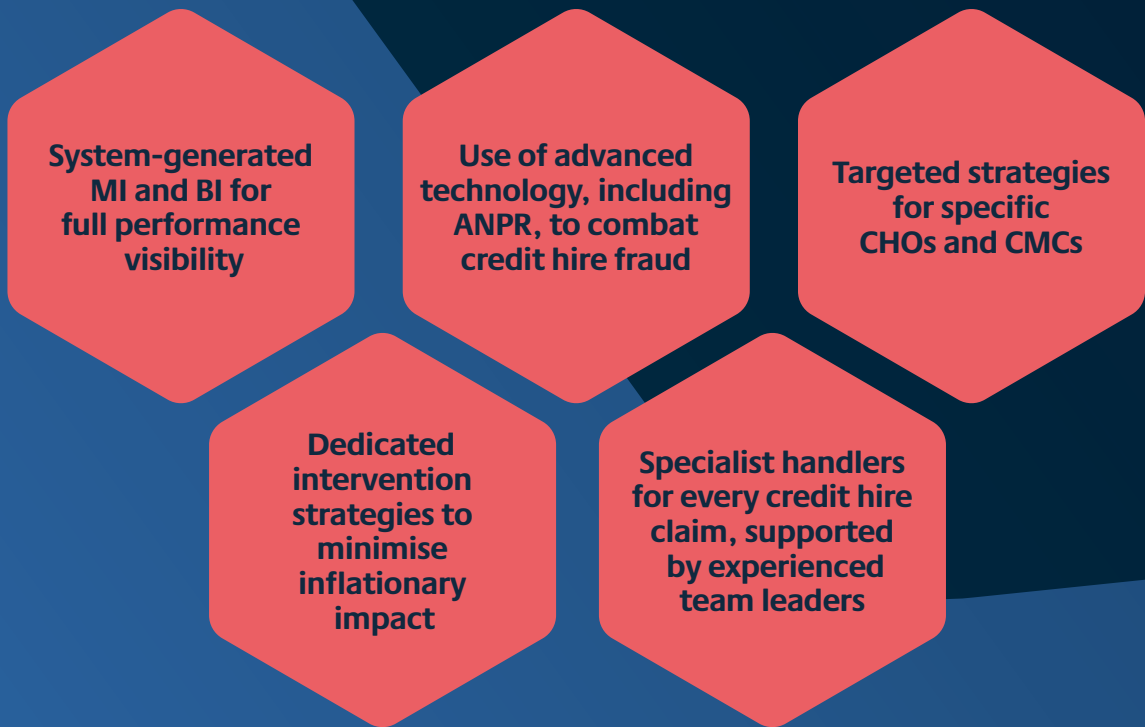 System-generated
MI and BI for
full performance
visibility
Use of advanced
technology, including
ANPR, to combat
credit hire fraud
Targeted strategies
for specific
CHOs and CMCs
Dedicated
intervention
strategies to
minimise
inflationary
impact
Specialist handlers
for every credit hire
claim, supported
by experienced
team leaders